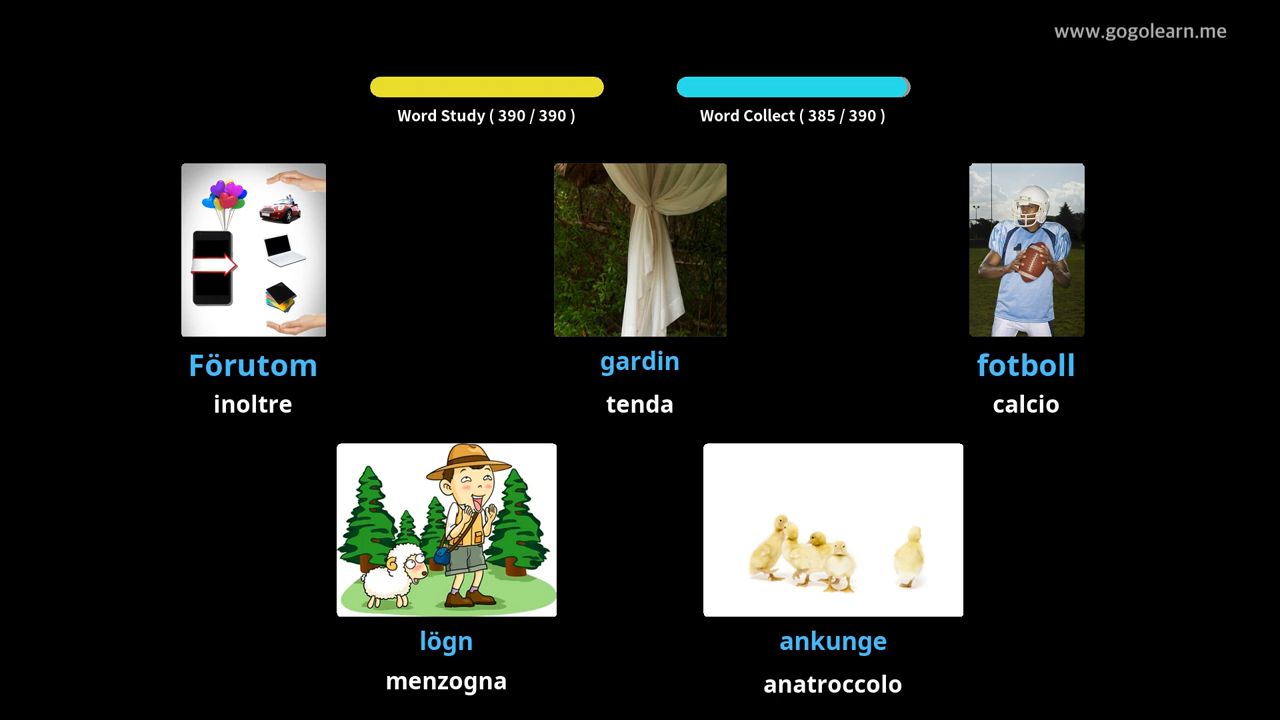 www.gogolearn.me
Word Study ( 390 / 390 )
Word Collect ( 385 / 390 )
Förutom
inoltre
gardin
tenda
fotboll
calcio
lögn
menzogna
ankunge
anatroccolo